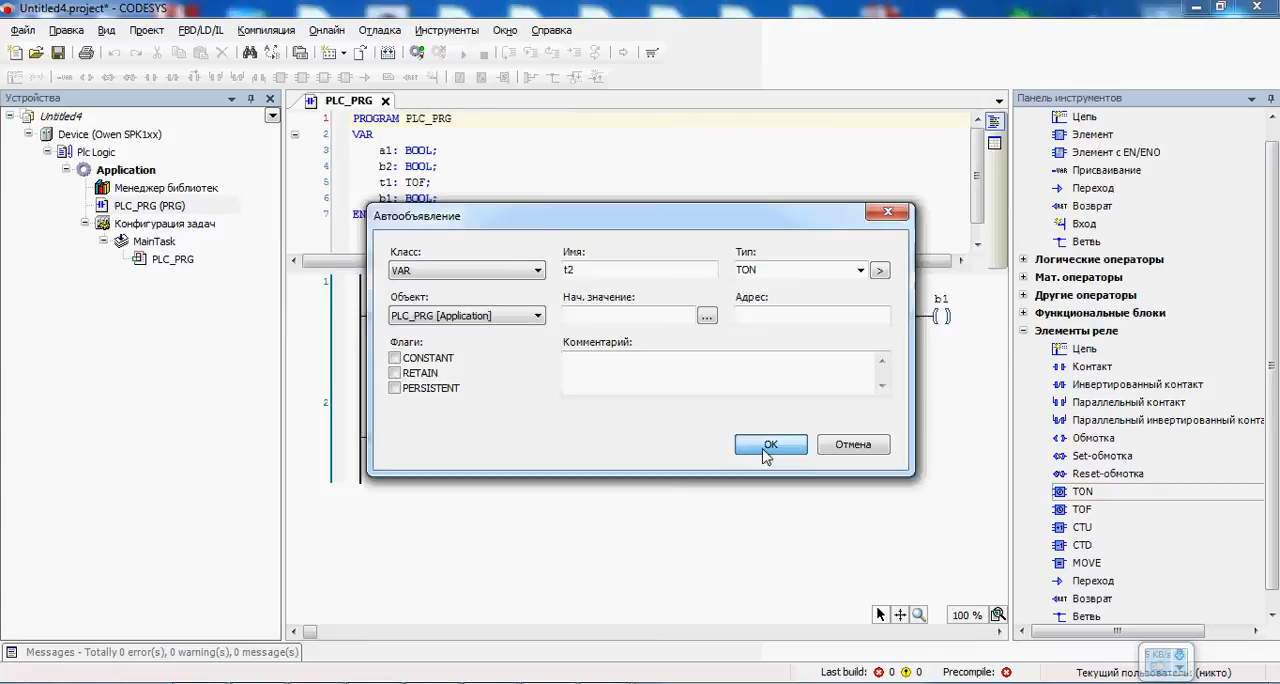 Untitled4.project* - CODESYS
Файл Правка Вид Проект FBD/LD/IL Компиляция Онлайн Отладка Инструменты Окно Справка
Устройства
Untitled4
Device (Owen SPK1xx)
Plc Logic
Application
Менеджер библиотек
PLC_PRG (PRG)
Конфигурация задач
MainTask
PLC_PRG
PLC_PRG
1 PROGRAM PLC_PRG
2 VAR
3 a1: BOOL;
4 b2: BOOL;
5 t1: TOF;
6 b1: BOOL;
7
1
b1
2
100 %
Автообъявление
Класс: Имя: Тип:
VAR t2 TON >
Объект: Нач. значение: Адрес:
PLC_PRG [Application] ...
Флаги: Комментарий:
CONSTANT
RETAIN
PERSISTENT
OK Отмена
Панель инструментов
Цепь
Элемент
Элемент с EN/ENO
Присваивание
Переход
Возврат
Вход
Ветвь
Логические операторы
Мат. операторы
Другие операторы
Функциональные блоки
Элементы реле
Цепь
Контакт
Инвертированный контакт
Параллельный контакт
Параллельный инвертированный конта
Обмотка
Set-обмотка
Reset-обмотка
TON
TOF
CTU
CTD
MOVE
Переход
Возврат
Ветвь
Messages - Totally 0 error(s), 0 warning(s), 0 message(s)
Last build: 0 0 Precompile: Текущий пользователь: (никто)
5 KB/s